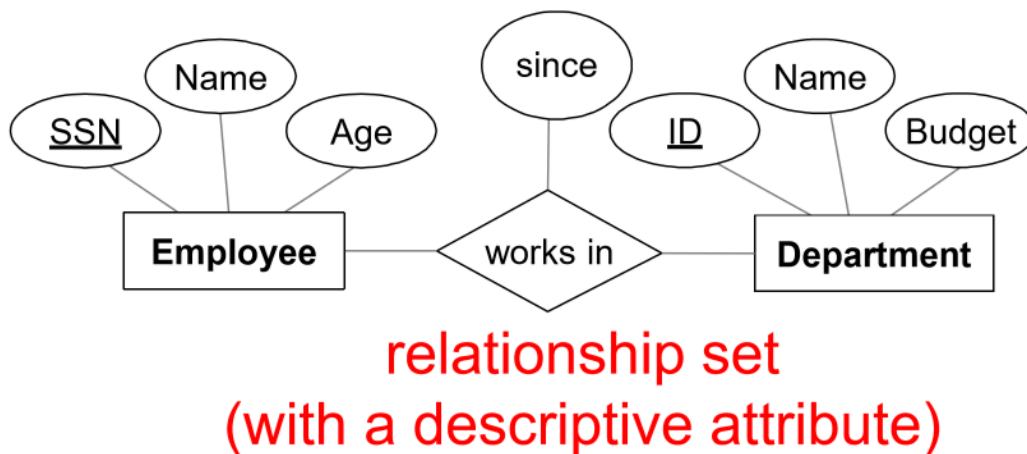 Name
since
Name
SSN
Age
ID
Budget
Employee
works in
Department
relationship set
(with a descriptive attribute)